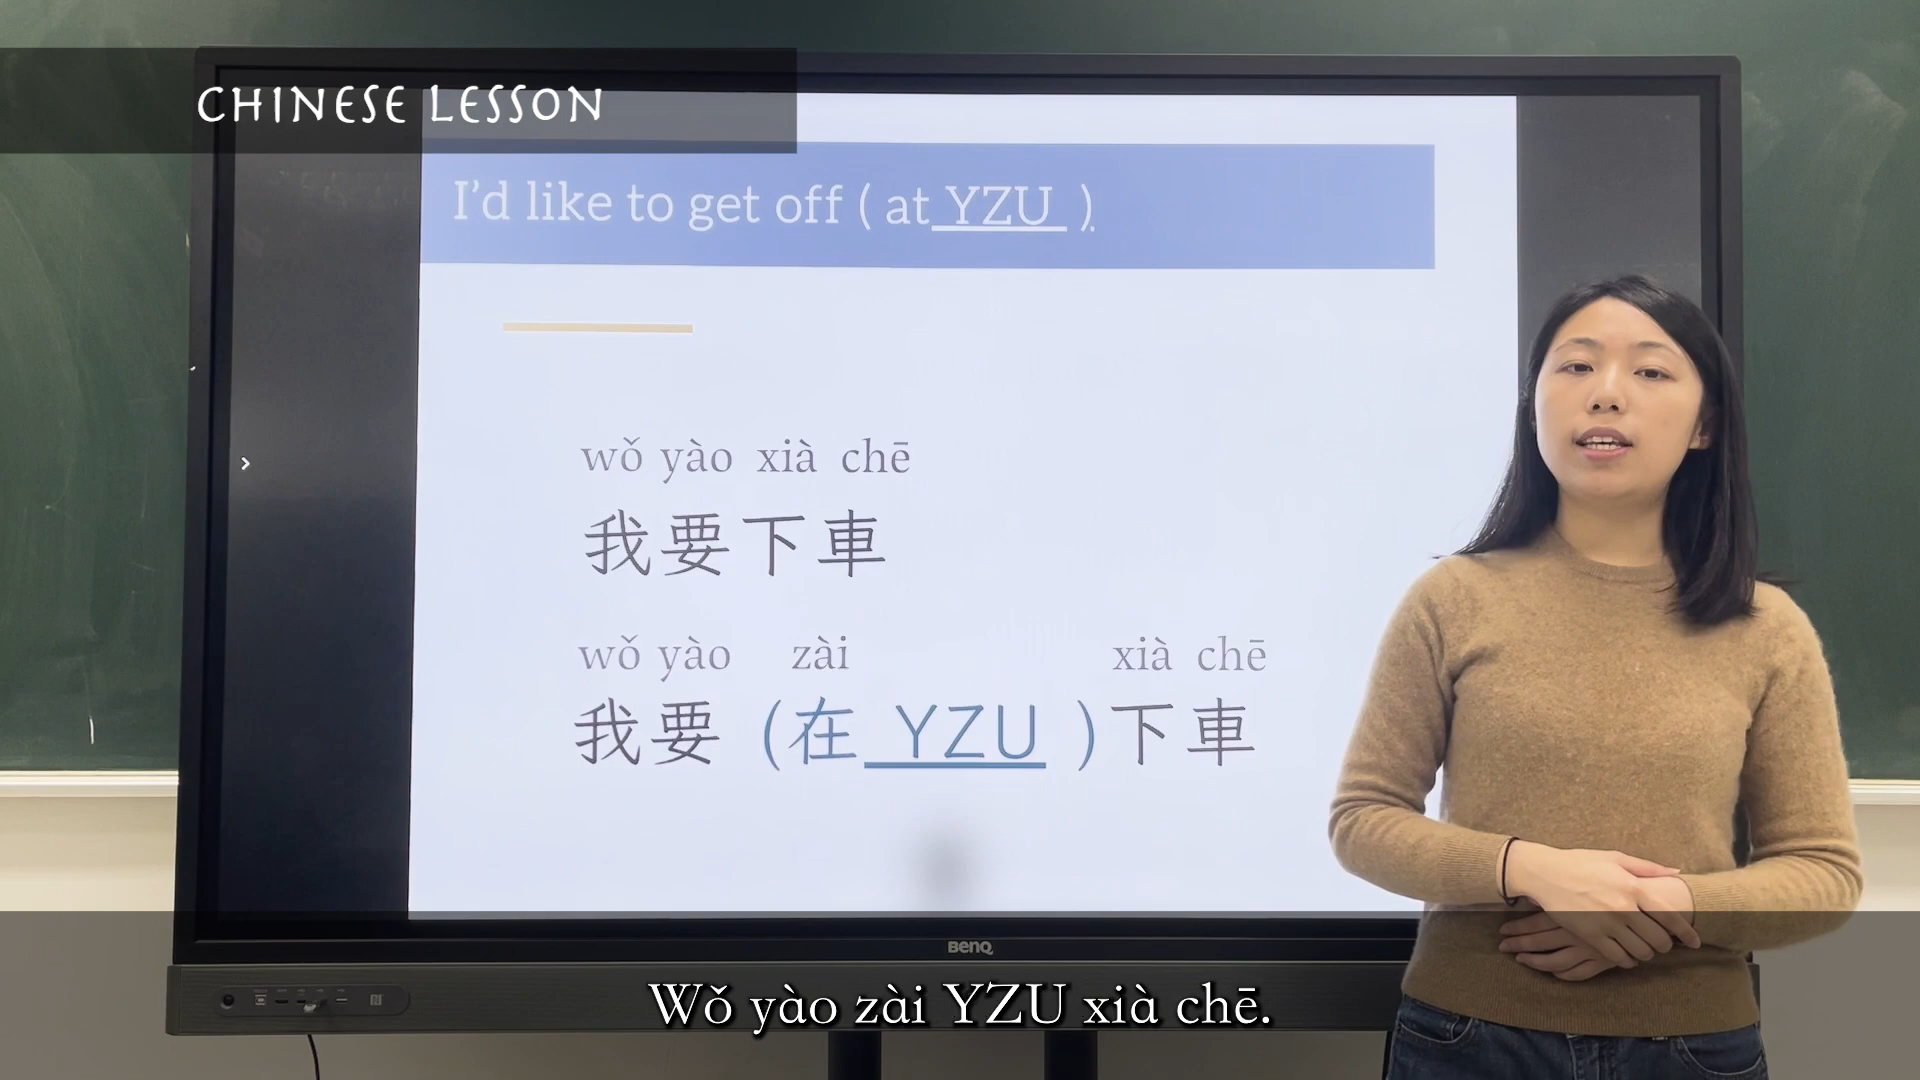 CHINESE LESSON
I'd like to get off ( at YZU ).
wǒ yào xià chē
我要下車
wǒ yào zài xià chē
我要 (在 YZU )下車
BenQ
Wǒ yào zài YZU xià chē.